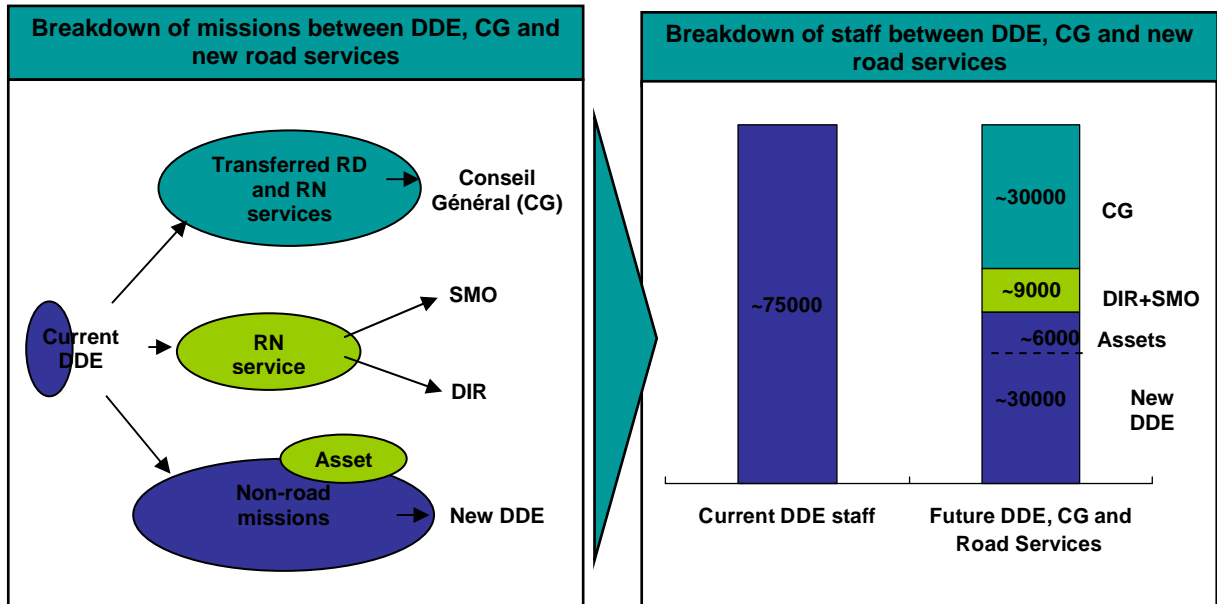 Breakdown of missions between DDE, CG and
new road services
Transferred RD
and RN
services
Conseil
Général (CG)
SMO
Current
DDE
RN
service
DIR
Asset
Non-road
missions
New DDE
Breakdown of staff between DDE, CG and new
road services
~75000
~30000
CG
~9000
DIR+SMO
~6000
Assets
~30000
New
DDE
Current DDE staff
Future DDE, CG and
Road Services